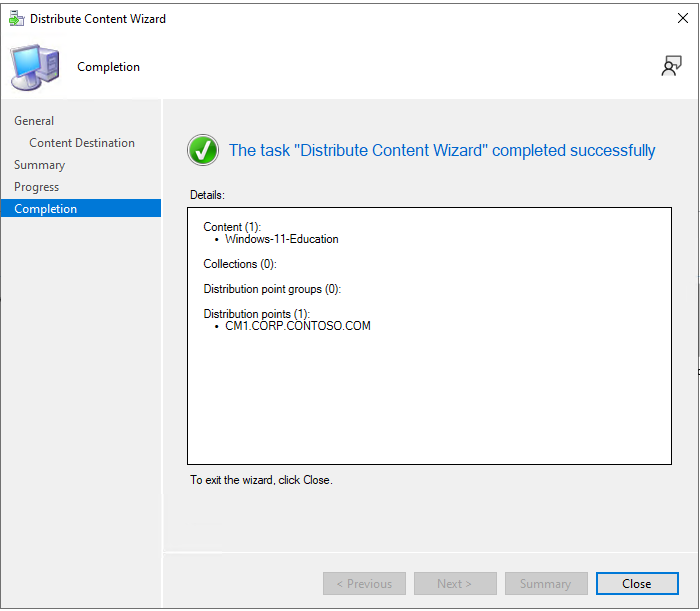 Distribute Content Wizard
Completion
General
Content Destination
Summary
Progress
Completion
The task "Distribute Content Wizard" completed successfully
Details:
Content (1):
• Windows-11-Education
Collections (0):
Distribution point groups (0):
Distribution points (1):
• CM1.CORP.CONTOSO.COM
To exit the wizard, click Close.
< Previous
Next >
Summary
Close